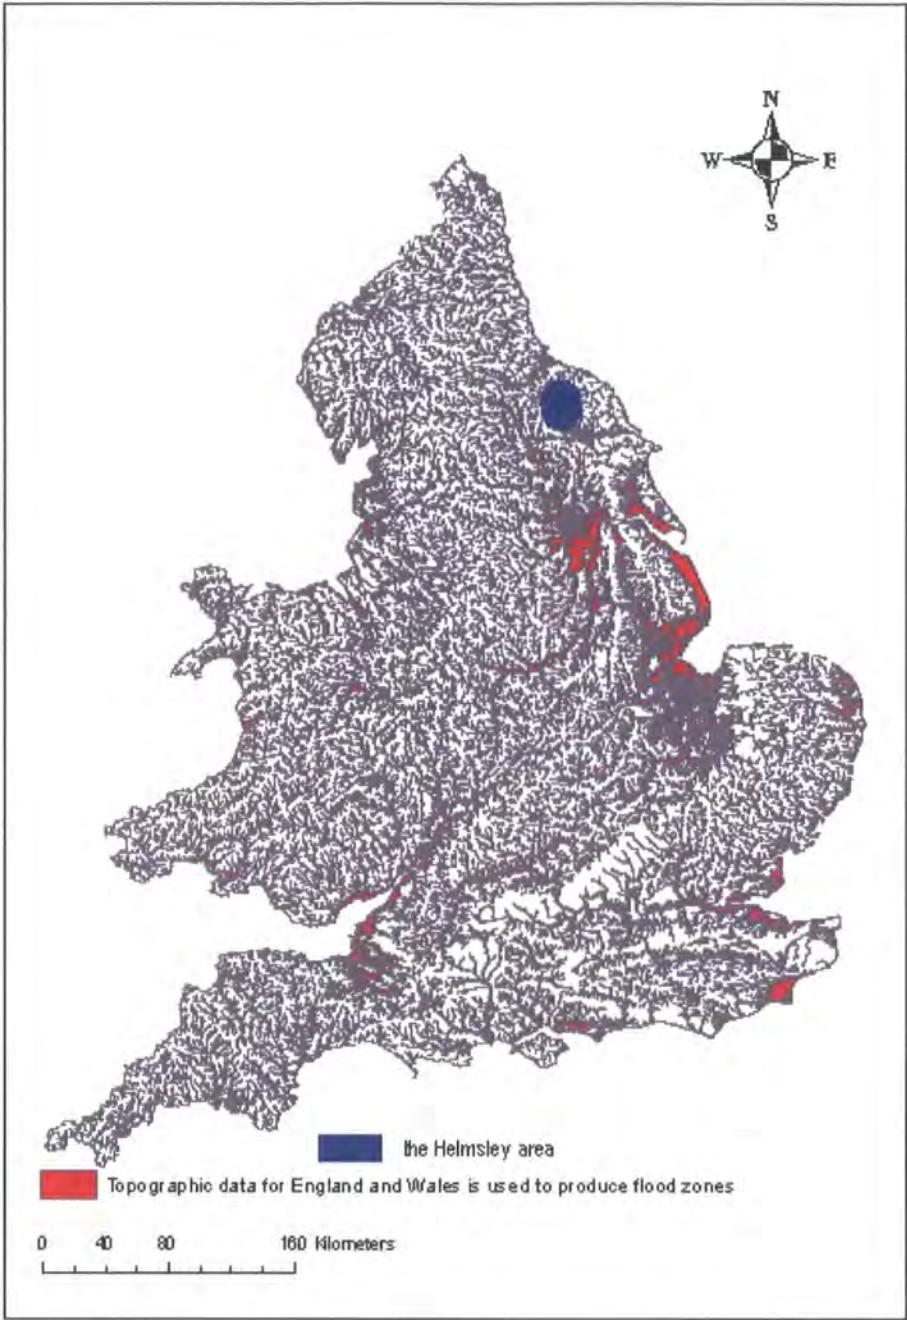 N
W E
S
the Helmsley area
Topographic data for England and Wales is used to produce flood zones
0 40 80 160 Kilometers